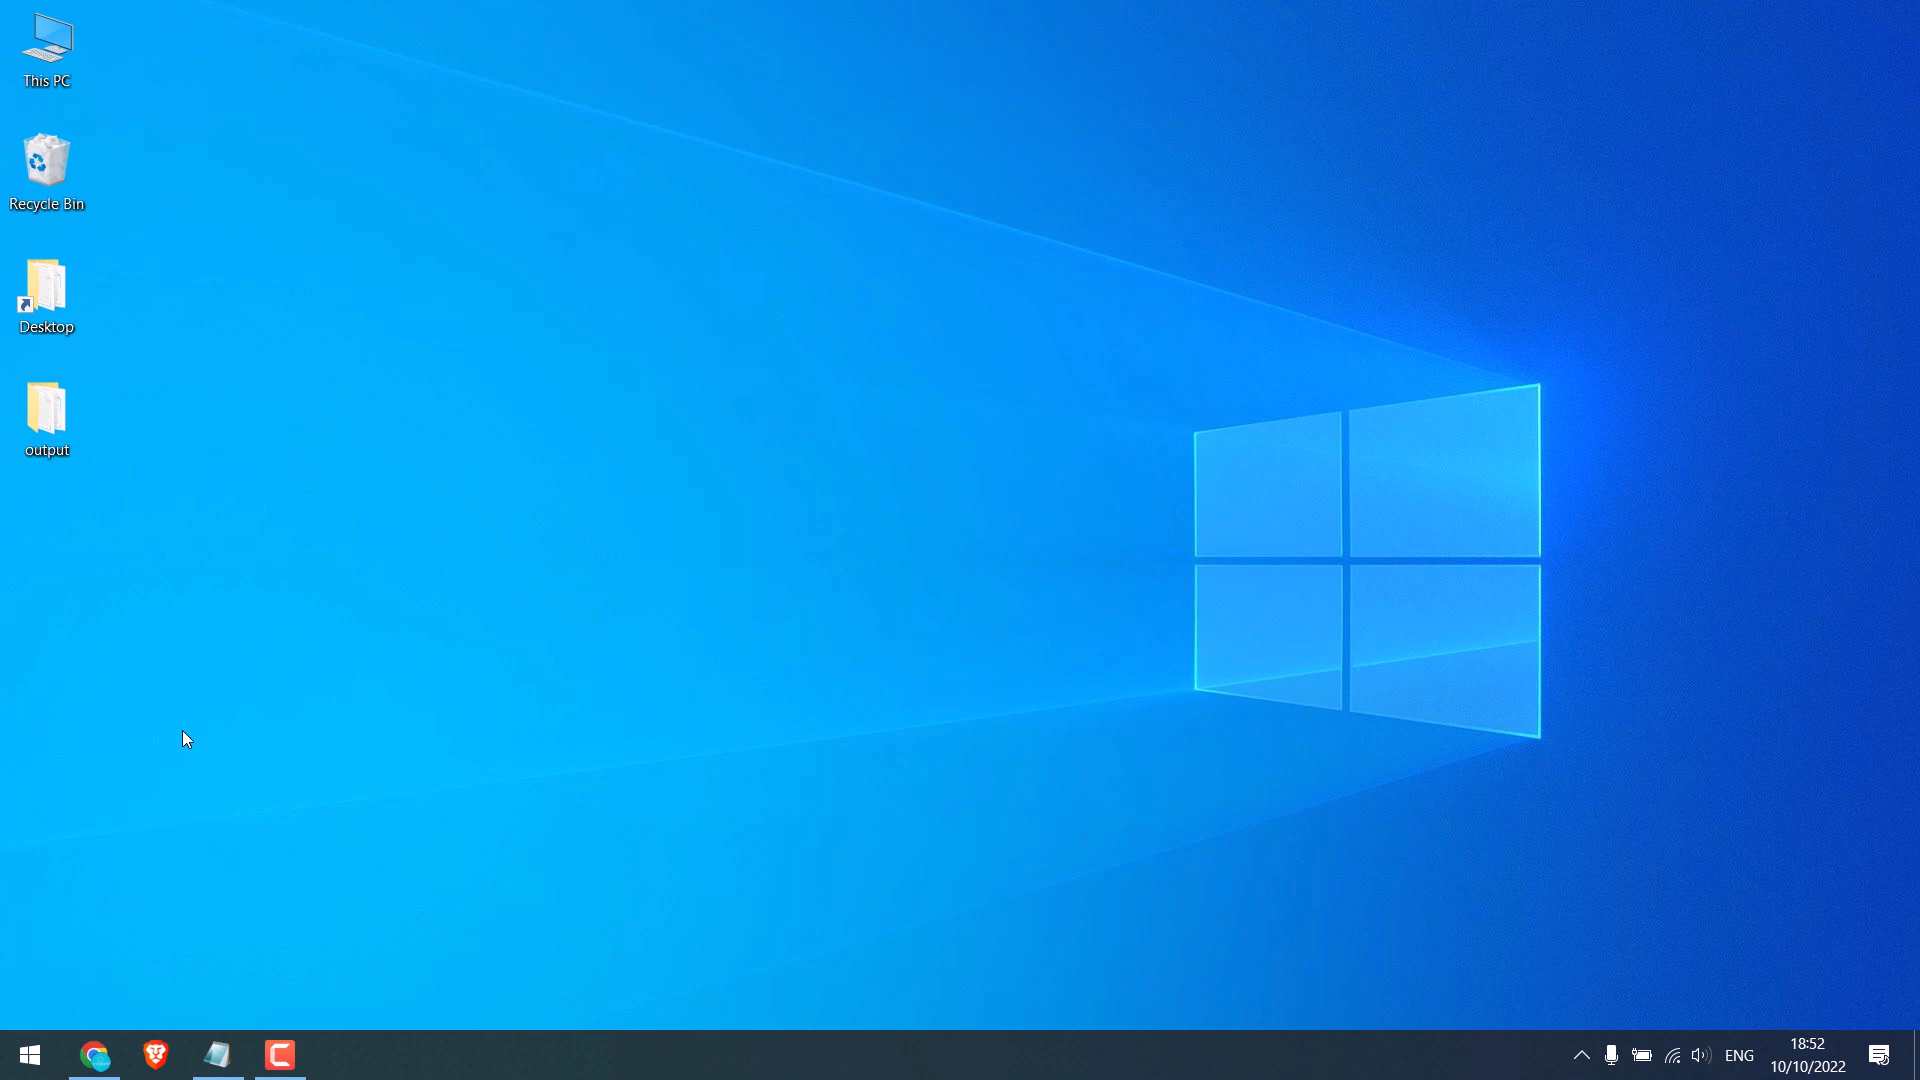 This PC
Recycle Bin
Desktop
output
ENG
18:52
10/10/2022